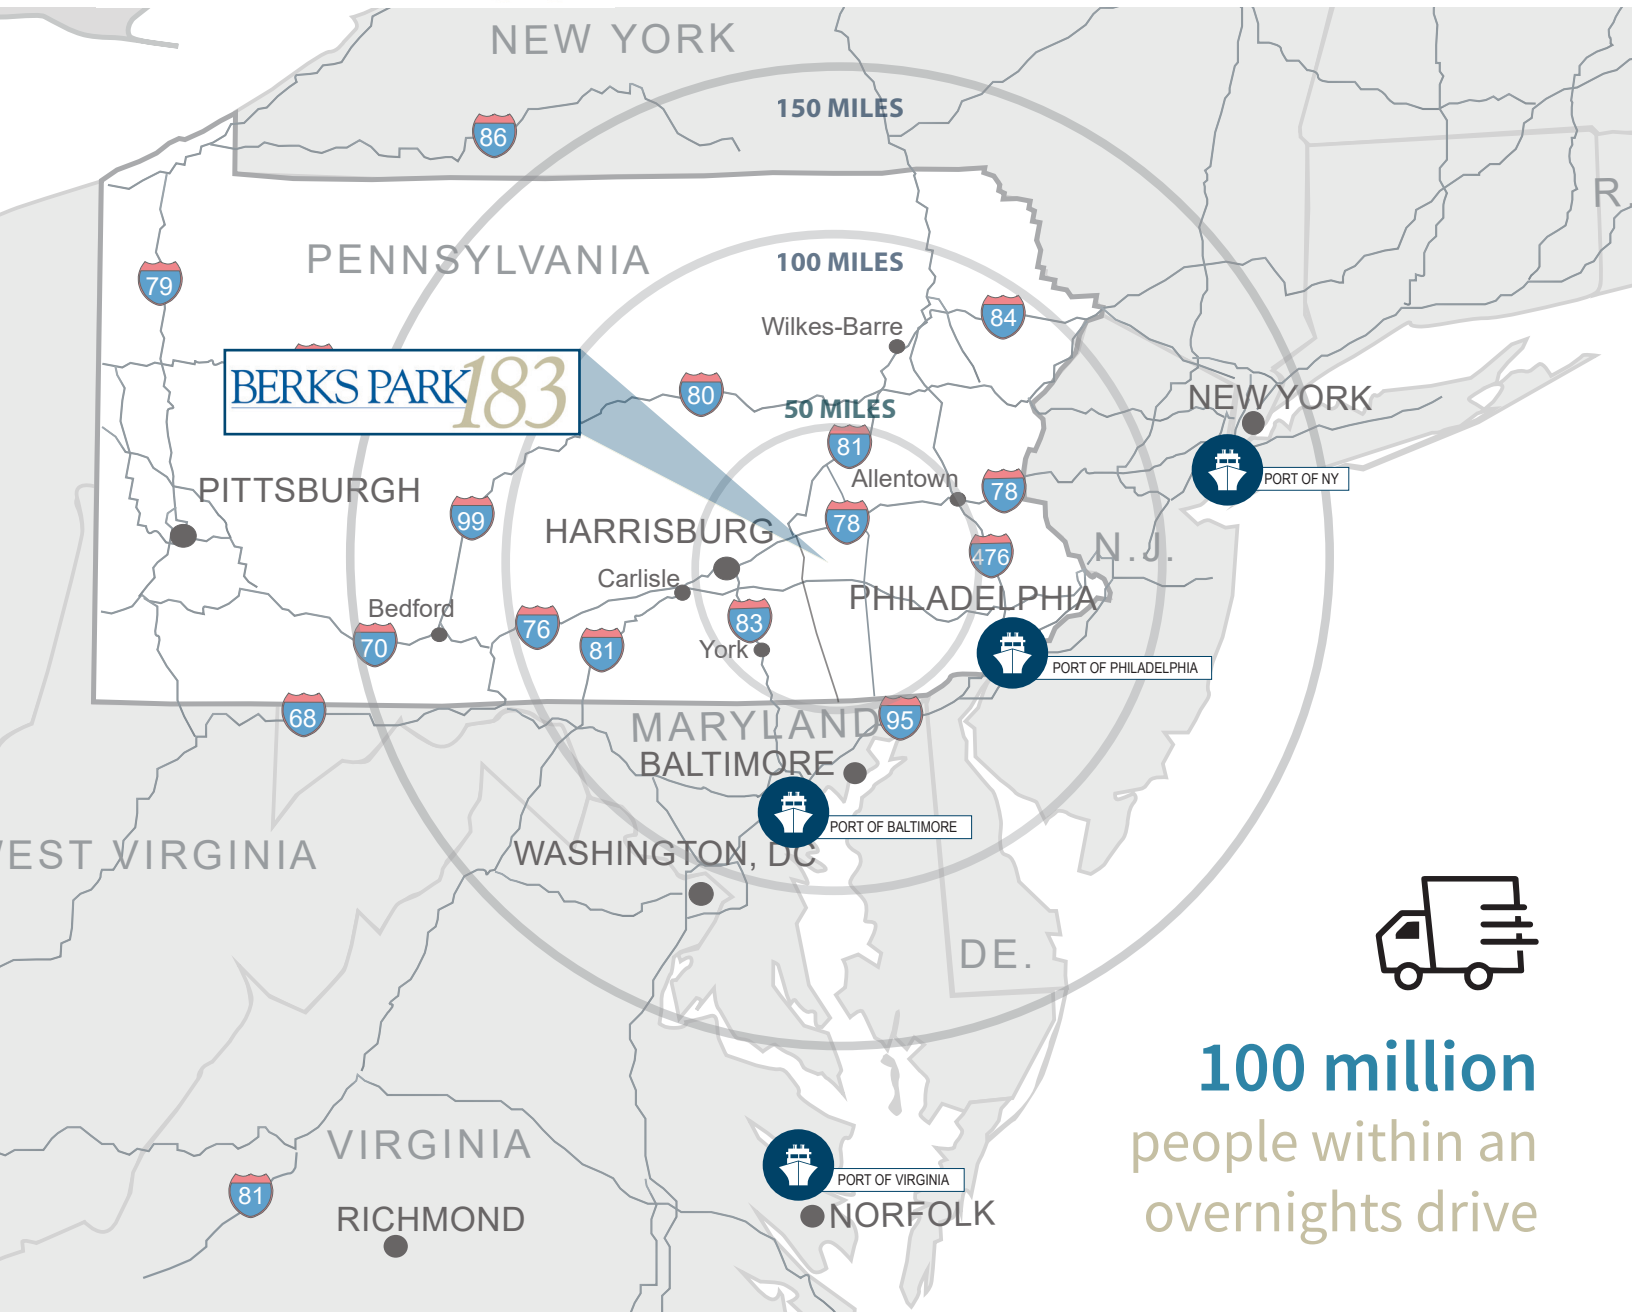 NEW YORK
150 MILES
86
R.
PENNSYLVANIA
100 MILES
79
84
Wilkes-Barre
BERKS PARK 183
80
50 MILES
NEW YORK
81
PORT OF NY
Allentown
78
PITTSBURGH
99
78
HARRISBURG
N.J.
476
Carlisle
PHILADELPHIA
Bedford
76
83
70
81
York
PORT OF PHILADELPHIA
68
MARYLAND
95
BALTIMORE
PORT OF BALTIMORE
EST VIRGINIA
WASHINGTON, DC
DE.
100 million
people within an
overnights drive
VIRGINIA
PORT OF VIRGINIA
81
RICHMOND
NORFOLK